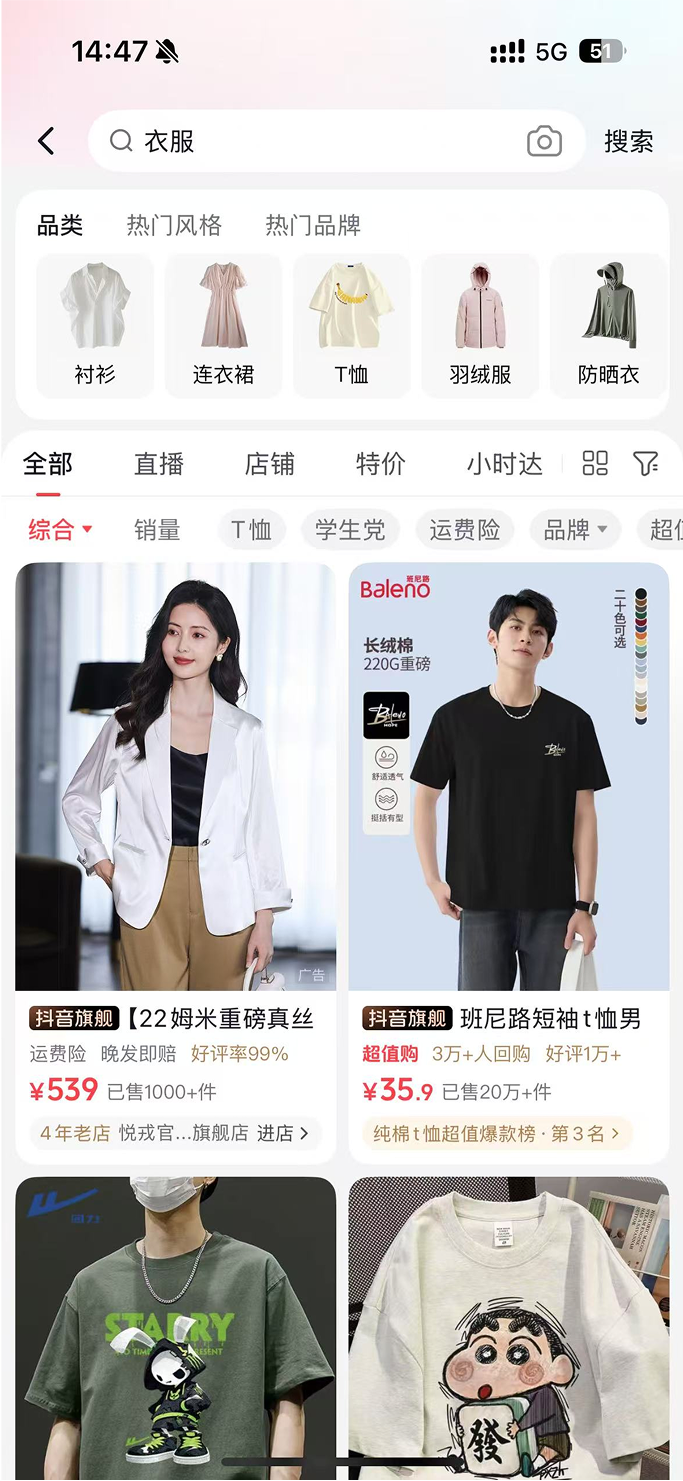 14:47
5G 51
衣服
搜索
品类 热门风格 热门品牌
衬衫 连衣裙 T恤 羽绒服 防晒衣
全部 直播 店铺 特价 小时达
综合 销量 T恤 学生党 运费险 品牌 超值
广告
Baleno 班尼路
长绒棉
220G重磅
二十色可选
Baleno
HOPE
舒适透气
挺括有型
抖音旗舰【22姆米重磅真丝
运费险 晚发即赔 好评率99%
¥539 已售1000+件
4年老店 悦戎官...旗舰店 进店
抖音旗舰 班尼路短袖t恤男
超值购 3万+人回购 好评1万+
¥35.9 已售20万+件
纯棉t恤超值爆款榜·第3名
回力
STARRY
發